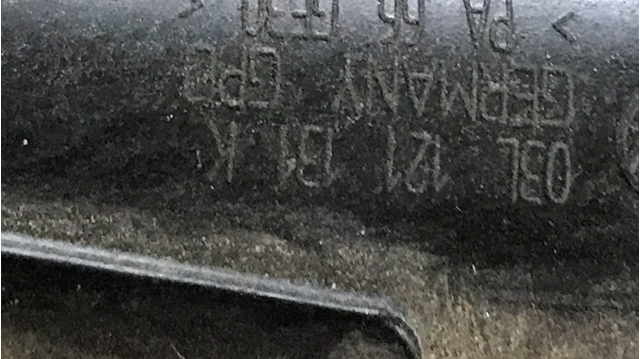 03L 121 131 K
GERMANY GPD
> PA 66 GF30 <